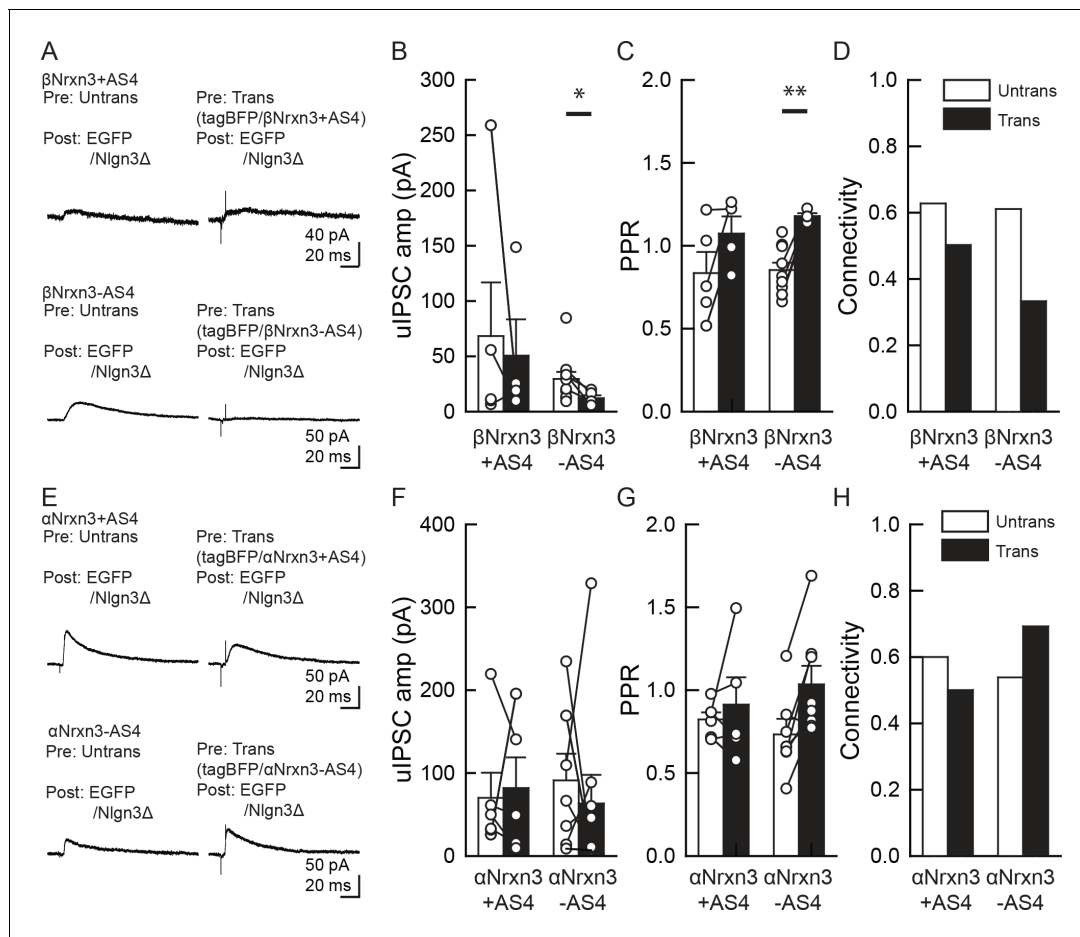 A
βNrxn3+AS4
Pre: Untrans
Pre: Trans
(tagBFP/βNrxn3+AS4)
Post: EGFP
/Nlgn3Δ
Post: EGFP
/Nlgn3Δ
40 pA
20 ms
βNrxn3-AS4
Pre: Untrans
Pre: Trans
(tagBFP/βNrxn3-AS4)
Post: EGFP
/Nlgn3Δ
Post: EGFP
/Nlgn3Δ
50 pA
20 ms
B
uIPSC amp (pA)
300
250
200
150
100
50
0
*
βNrxn3
+AS4
βNrxn3
-AS4
C
PPR
2.0
1.5
1.0
0.5
0.0
**
βNrxn3
+AS4
βNrxn3
-AS4
D
Connectivity
1.0
0.8
0.6
0.4
0.2
0.0
Untrans
Trans
βNrxn3
+AS4
βNrxn3
-AS4
E
αNrxn3+AS4
Pre: Untrans
Pre: Trans
(tagBFP/αNrxn3+AS4)
Post: EGFP
/Nlgn3Δ
Post: EGFP
/Nlgn3Δ
50 pA
20 ms
αNrxn3-AS4
Pre: Untrans
Pre: Trans
(tagBFP/αNrxn3-AS4)
Post: EGFP
/Nlgn3Δ
Post: EGFP
/Nlgn3Δ
50 pA
20 ms
F
uIPSC amp (pA)
400
300
200
100
0
αNrxn3
+AS4
αNrxn3
-AS4
G
PPR
2.0
1.5
1.0
0.5
0.0
αNrxn3
+AS4
αNrxn3
-AS4
H
Connectivity
1.0
0.8
0.6
0.4
0.2
0.0
Untrans
Trans
αNrxn3
+AS4
αNrxn3
-AS4